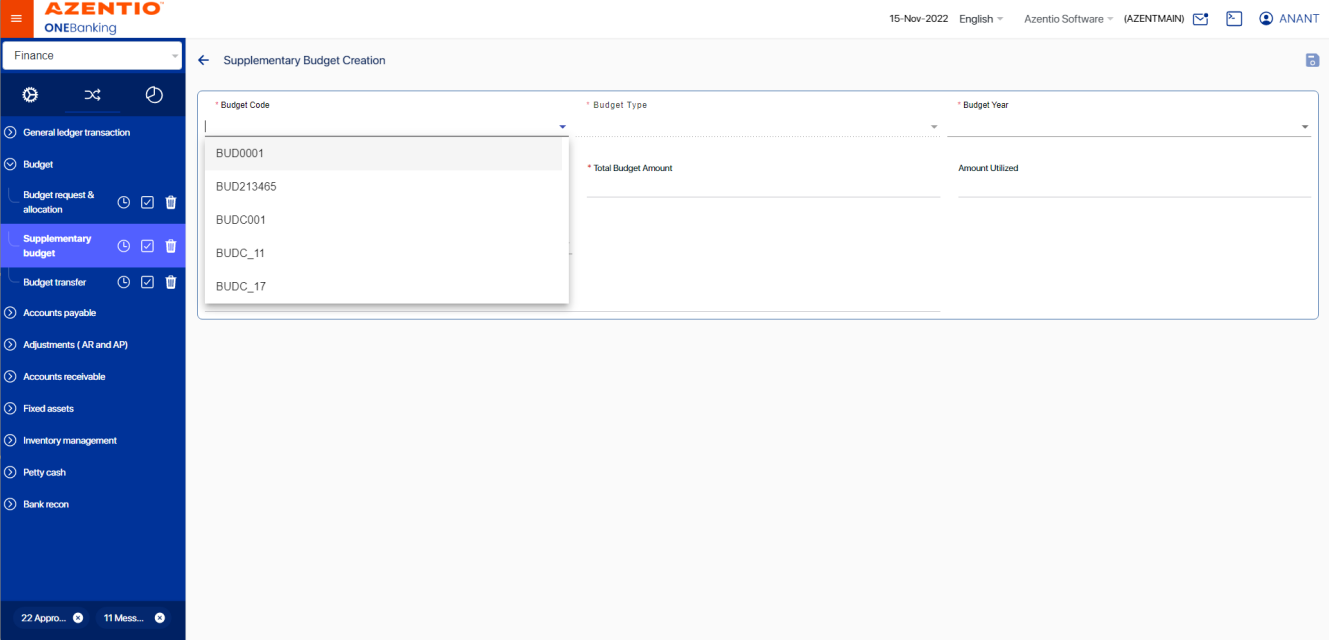 AZENTIO
ONEBanking
15-Nov-2022 English Azentio Software (AZENTMAIN) ANANT
Finance
Supplementary Budget Creation
General ledger transaction
Budget
Budget request &
allocation
Supplementary
budget
Budget transfer
Accounts payable
Adjustments ( AR and AP)
Accounts receivable
Fixed assets
Inventory management
Petty cash
Bank recon
22 Appro... 11 Mess...
* Budget Code
* Budget Type
* Budget Year
BUD0001
BUD213465
BUDC001
BUDC_11
BUDC_17
* Total Budget Amount
Amount Utilized